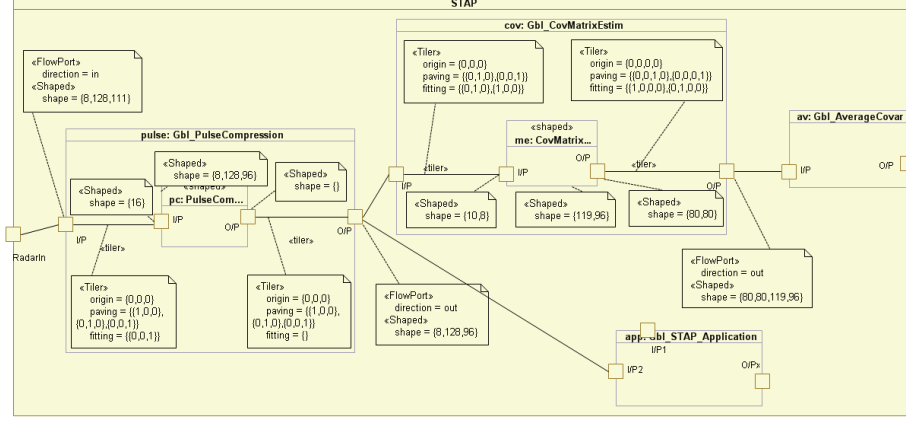 STAP
cov: Gbl_CovMatrixEstim
«Tiler»
origin = {0,0,0}
paving = {{0,1,0},{0,0,1}}
fitting = {{0,1,0},{1,0,0}}
«Tiler»
origin = {0,0,0,0}
paving = {{0,0,1,0},{0,0,0,1}}
fitting = {{1,0,0,0},{0,1,0,0}}
«FlowPort»
direction = in
«Shaped»
shape = {8,128,111}
av: Gbl_AverageCovar
I/P
O/P
«shaped»
me: CovMatrix...
I/P
O/P
I/P
«tiler»
«tiler»
O/P
«Shaped»
shape = {10,8}
«Shaped»
shape = {119,96}
«Shaped»
shape = {80,80}
pulse: Gbl_PulseCompression
«Shaped»
shape = {8,128,96}
«Shaped»
shape = {}
«Shaped»
shape = {16}
«shaped»
pc: PulseCom...
I/P
O/P
I/P
«tiler»
«tiler»
O/P
RadarIn
«Tiler»
origin = {0,0,0}
paving = {{1,0,0},
{0,1,0},{0,0,1}}
fitting = {{0,0,1}}
«Tiler»
origin = {0,0,0}
paving = {{1,0,0},
{0,1,0},{0,0,1}}
fitting = {}
«FlowPort»
direction = out
«Shaped»
shape = {8,128,96}
«FlowPort»
direction = out
«Shaped»
shape = {80,80,119,96}
app: Gbl_STAP_Application
I/P1
I/P2
O/P»